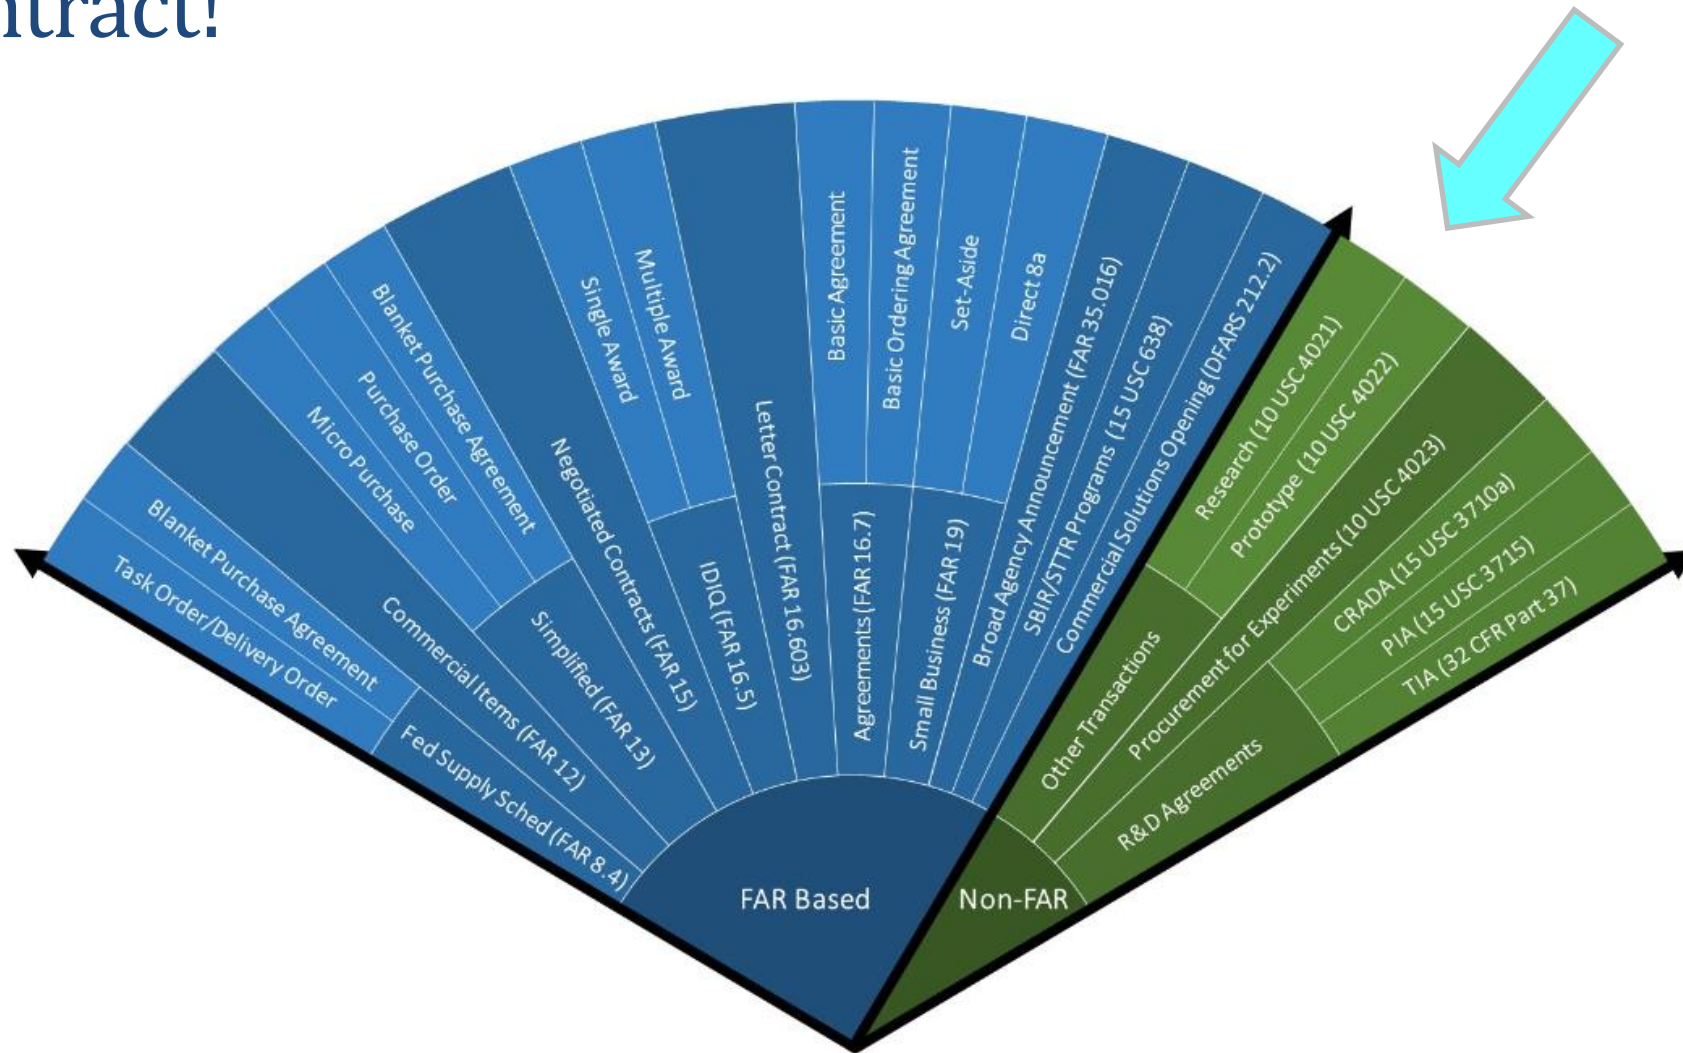 ntract!
Task Order/Delivery Order
Blanket Purchase Agreement
Fed Supply Sched (FAR 8.4)
Commercial Items (FAR 12)
Micro Purchase
Purchase Order
Blanket Purchase Agreement
Simplified (FAR 13)
Negotiated Contracts (FAR 15)
Single Award
Multiple Award
IDIQ (FAR 16.5)
Letter Contract (FAR 16.603)
Basic Agreement
Basic Ordering Agreement
Agreements (FAR 16.7)
Set-Aside
Direct 8a
Small Business (FAR 19)
Broad Agency Announcement (FAR 35.016)
SBIR/STTR Programs (15 USC 638)
Commercial Solutions Opening (DFARS 212.2)
FAR Based
Research (10 USC 4021)
Prototype (10 USC 4022)
Other Transactions
Procurement for Experiments (10 USC 4023)
CRADA (15 USC 3710a)
PIA (15 USC 3715)
TIA (32 CFR Part 37)
R&D Agreements
Non-FAR